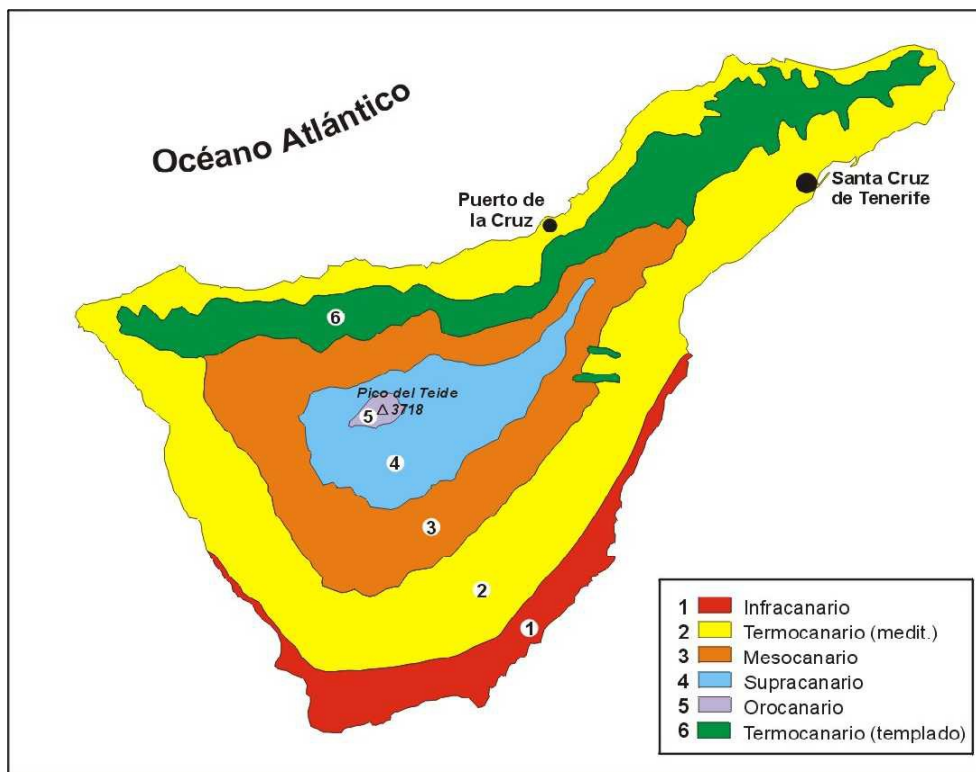 Océano Atlántico
Puerto de
la Cruz
Santa Cruz
de Tenerife
6
Pico del Teide
5 Δ 3718
4
3
2
1
1 Infracanario
2 Termocanario (medit.)
3 Mesocanario
4 Supracanario
5 Orocanario
6 Termocanario (templado)